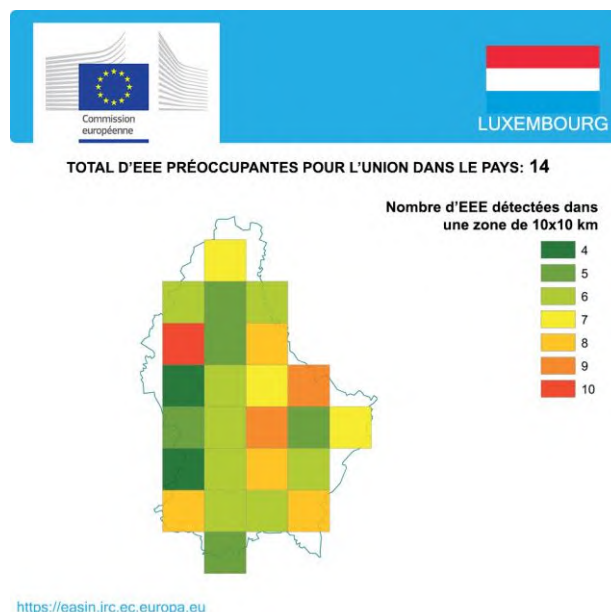 Commission
européenne
LUXEMBOURG
TOTAL D'EEE PRÉOCCUPANTES POUR L'UNION DANS LE PAYS: 14
Nombre d'EEE détectées dans
une zone de 10x10 km
4
5
6
7
8
9
10
https://easin.jrc.ec.europa.eu